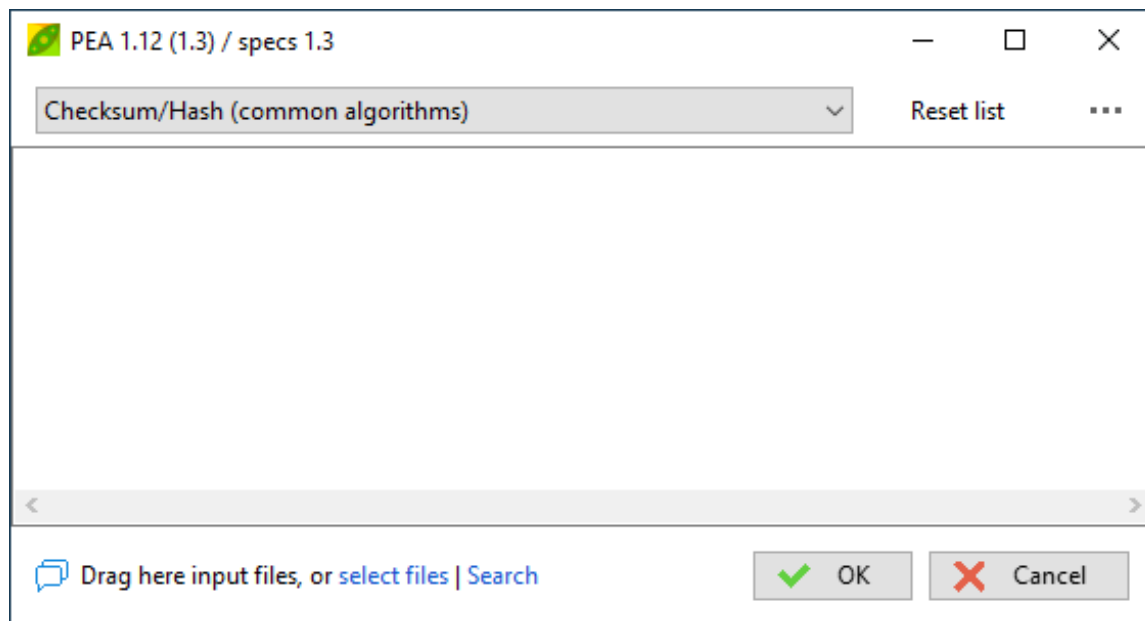 PEA 1.12 (1.3) / specs 1.3
Checksum/Hash (common algorithms) Reset list ...
Drag here input files, or select files | Search OK Cancel